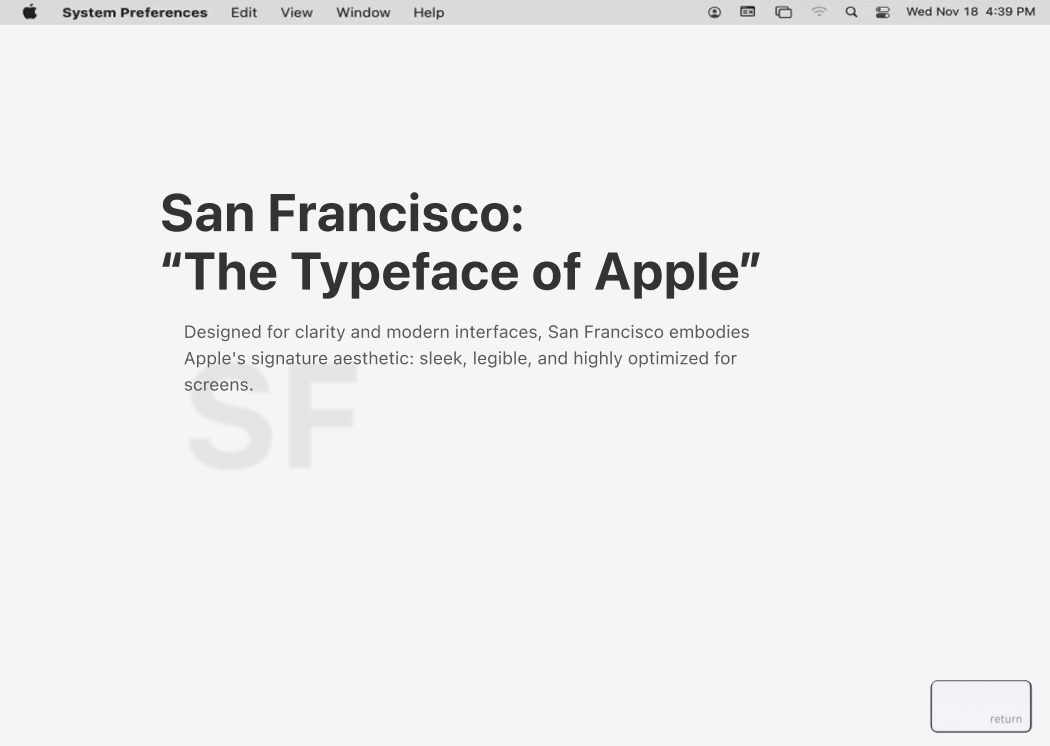 System Preferences Edit View Window Help Wed Nov 18 4:39 PM
San Francisco:
“The Typeface of Apple”
Designed for clarity and modern interfaces, San Francisco embodies
Apple's signature aesthetic: sleek, legible, and highly optimized for
screens.
SF
return